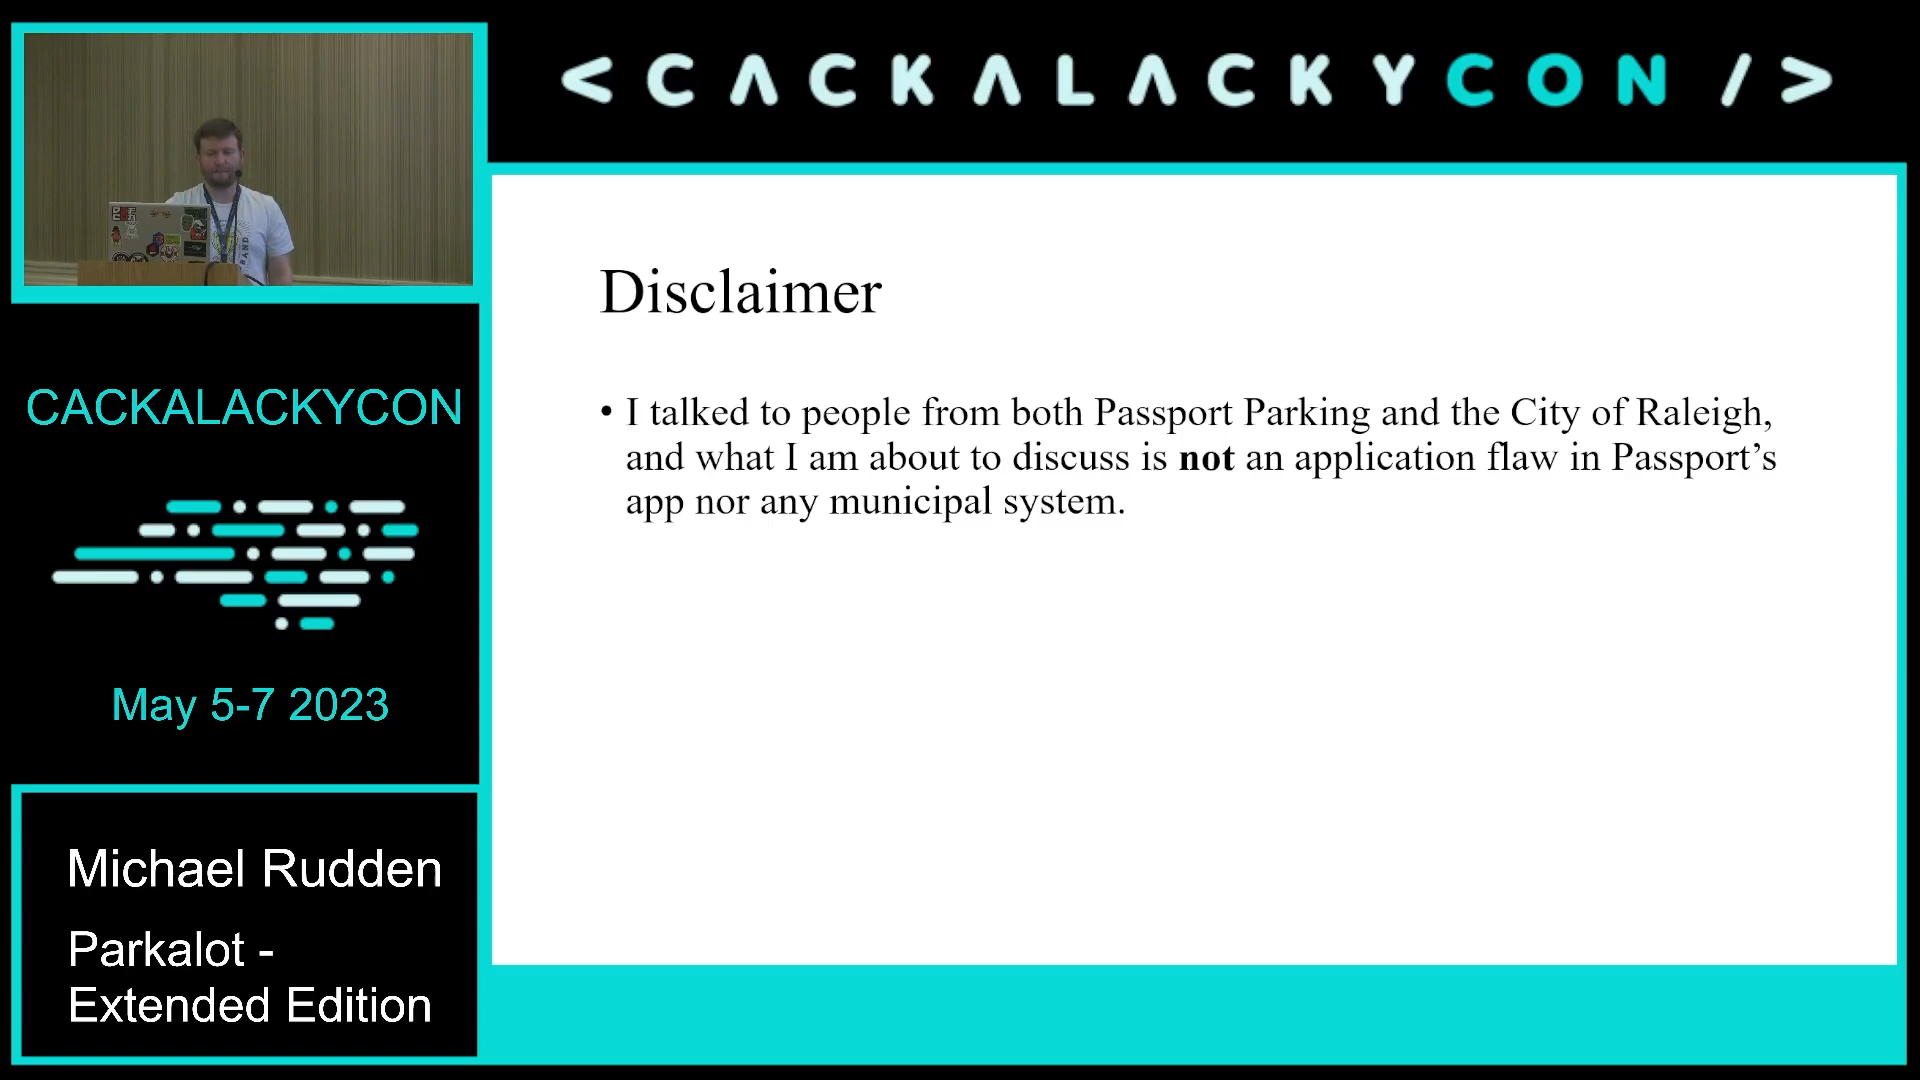 <CACKALACKYCON/>
CACKALACKYCON
May 5-7 2023
Michael Rudden
Parkalot -
Extended Edition
Disclaimer
• I talked to people from both Passport Parking and the City of Raleigh,
and what I am about to discuss is not an application flaw in Passport’s
app nor any municipal system.